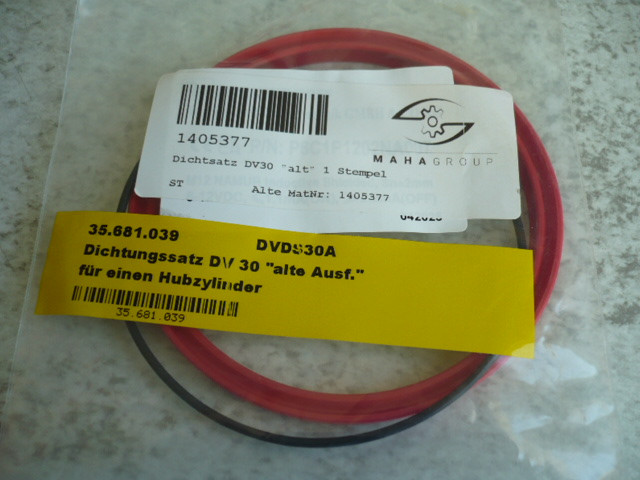 1405377
Dichtsatz DV30 "alt" 1 Stempel
ST Alte MatNr: 1405377
MAHAGROUP
642023
35.681.039 DVDS30A
Dichtungssatz DV 30 "alte Ausf."
für einen Hubzylinder
35.681.039